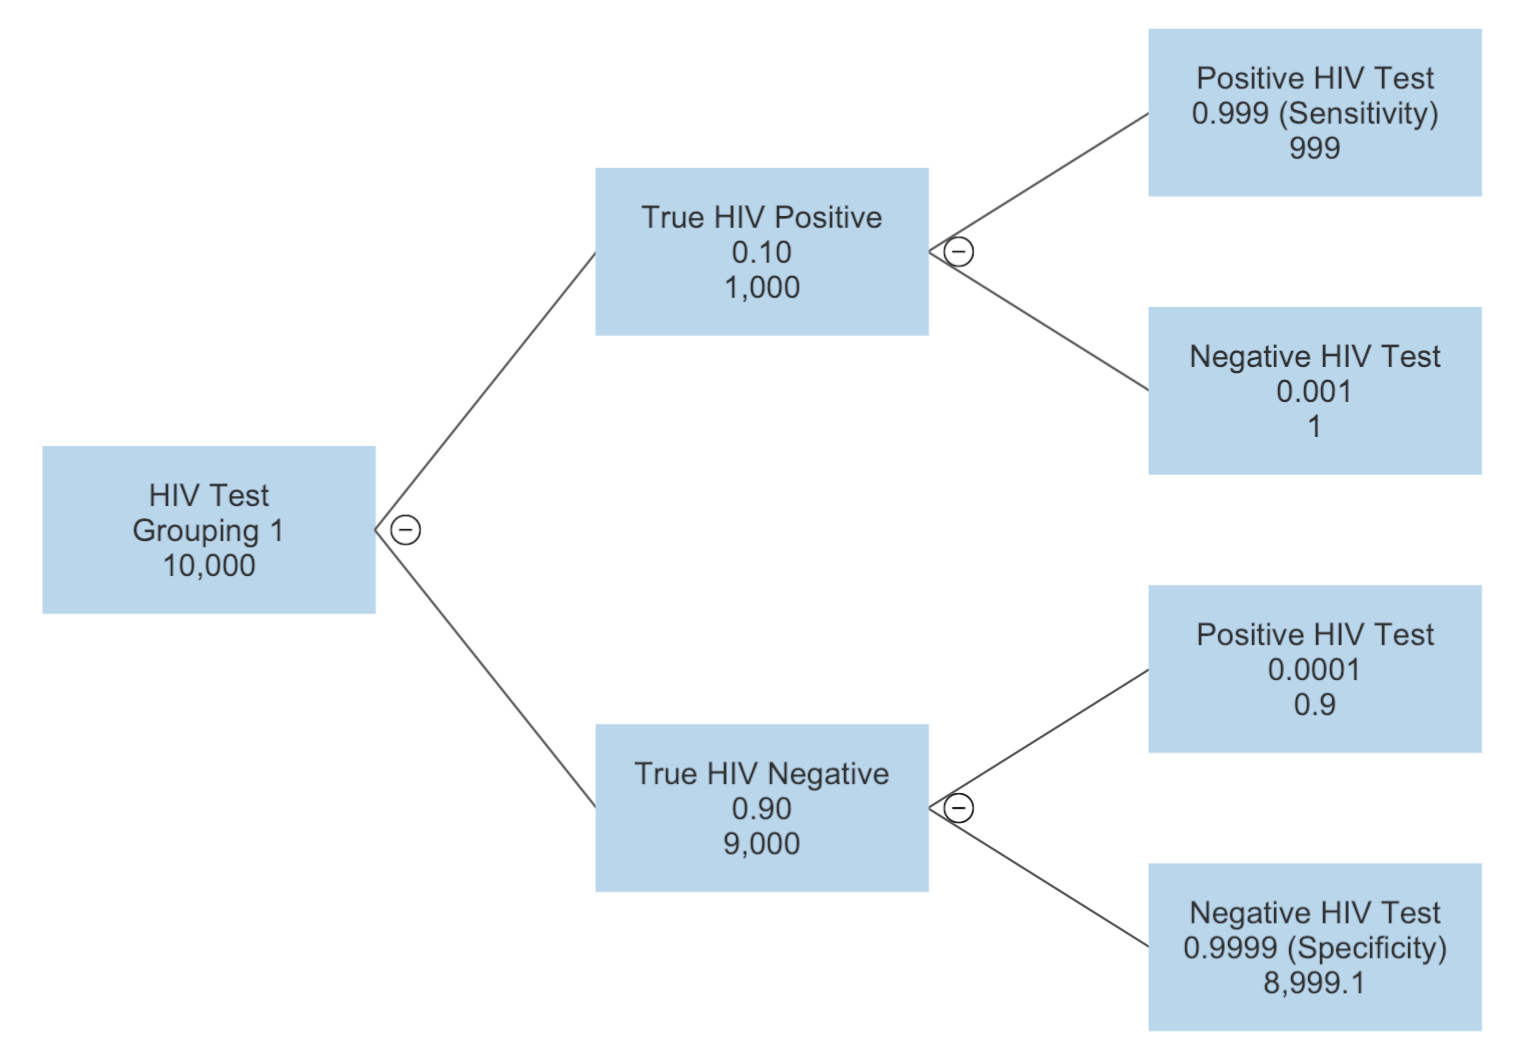 HIV Test
Grouping 1
10,000
True HIV Positive
0.10
1,000
Positive HIV Test
0.999 (Sensitivity)
999
Negative HIV Test
0.001
1
True HIV Negative
0.90
9,000
Positive HIV Test
0.0001
0.9
Negative HIV Test
0.9999 (Specificity)
8,999.1